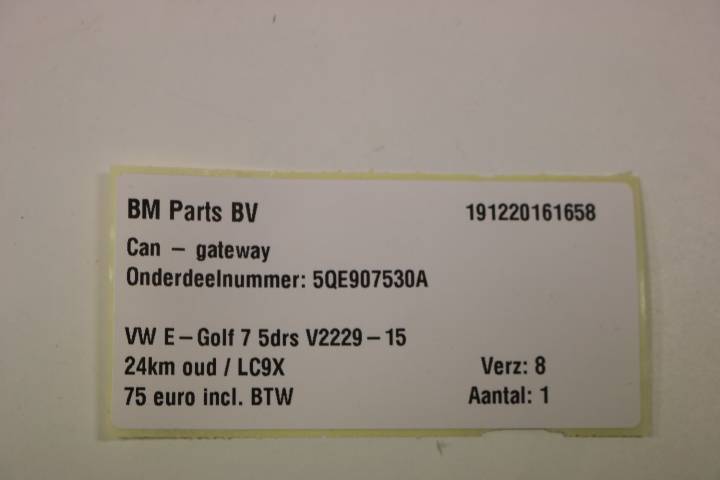 BM Parts BV 191220161658
Can – gateway
Onderdeelnummer: 5QE907530A
VW E–Golf 7 5drs V2229–15
24km oud / LC9X Verz: 8
75 euro incl. BTW Aantal: 1